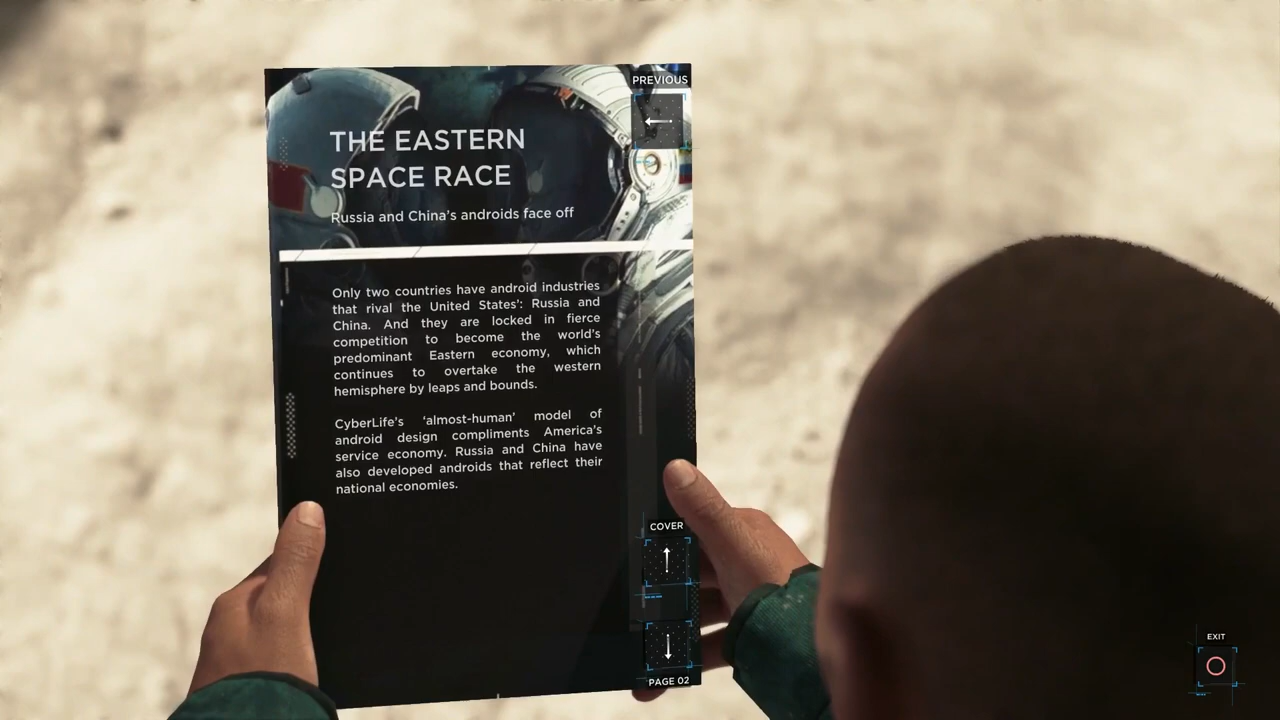 PREVIOUS
THE EASTERN
SPACE RACE
Russia and China's androids face off
Only two countries have android industries
that rival the United States': Russia and
China. And they are locked in fierce
competition to become the world's
predominant Eastern economy, which
continues to overtake the western
hemisphere by leaps and bounds.
CyberLife's 'almost-human' model of
android design compliments America's
service economy. Russia and China have
also developed androids that reflect their
national economies.
COVER
PAGE 02
EXIT